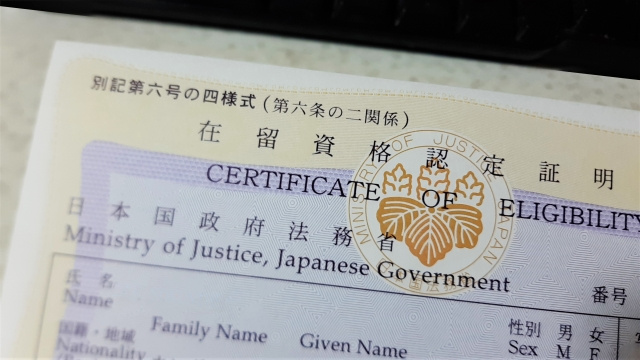 別記第六号の四様式(第六条の二関係)
在留資格認定証明
CERTIFICATE OF ELIGIBILITY
MINISTRY OF JUSTICE JAPAN
日本国政府法務省
Ministry of Justice, Japanese Government
番号
氏名
Name
Family Name Given Name
性別 男 女
Sex M F
国籍・地域
Nationality